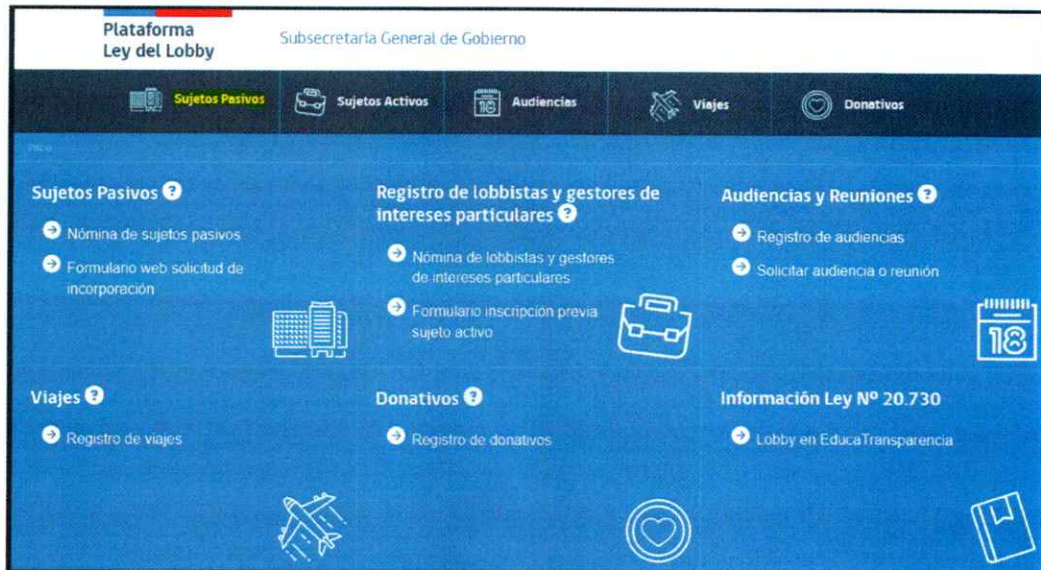 Plataforma
Ley del Lobby
Subsecretaría General de Gobierno
Sujetos Pasivos
Sujetos Activos
18
Audiencias
Viajes
Donativos
Inicio
Sujetos Pasivos ?
Nómina de sujetos pasivos
Formulario web solicitud de
incorporación
Registro de lobbistas y gestores de
intereses particulares ?
Nómina de lobbistas y gestores
de intereses particulares
Formulario inscripción previa
sujeto activo
Audiencias y Reuniones ?
Registro de audiencias
Solicitar audiencia o reunión
18
Viajes ?
Registro de viajes
Donativos ?
Registro de donativos
Información Ley Nº 20.730
Lobby en EducaTransparencia